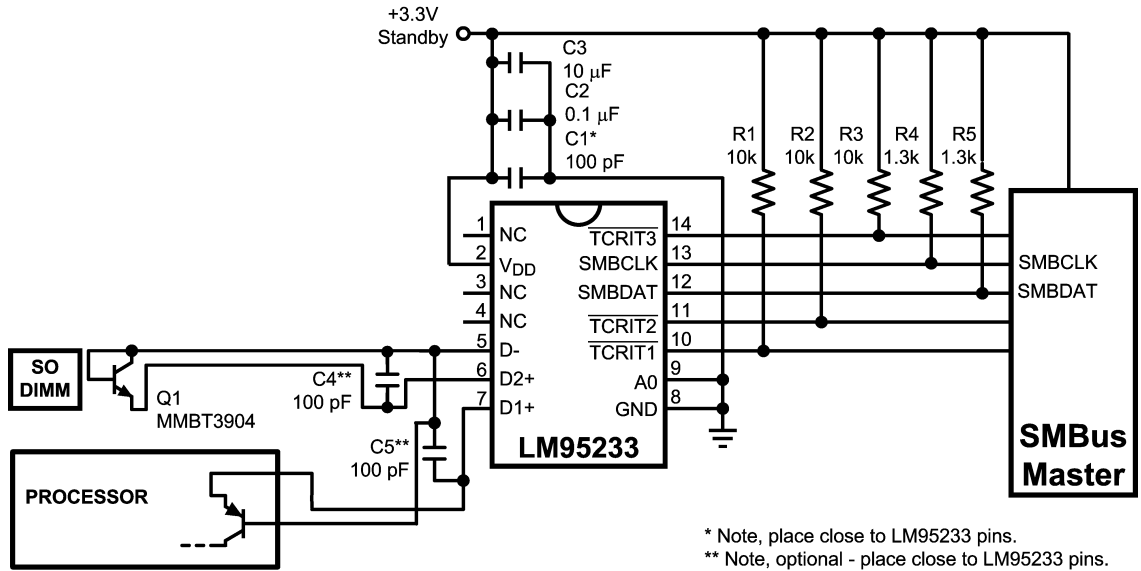 +3.3V
Standby
C3
10 μF
C2
0.1 μF
C1*
100 pF
R1
10k
R2
10k
R3
10k
R4
1.3k
R5
1.3k
1
NC
2
VDD
3
NC
4
NC
5
D-
6
D2+
7
D1+
TCRIT3
14
SMBCLK
13
SMBDAT
12
TCRIT2
11
TCRIT1
10
A0
9
GND
8
LM95233
SMBCLK
SMBDAT
SMBus
Master
SO
DIMM
Q1
MMBT3904
C4**
100 pF
C5**
100 pF
PROCESSOR
* Note, place close to LM95233 pins.
** Note, optional - place close to LM95233 pins.